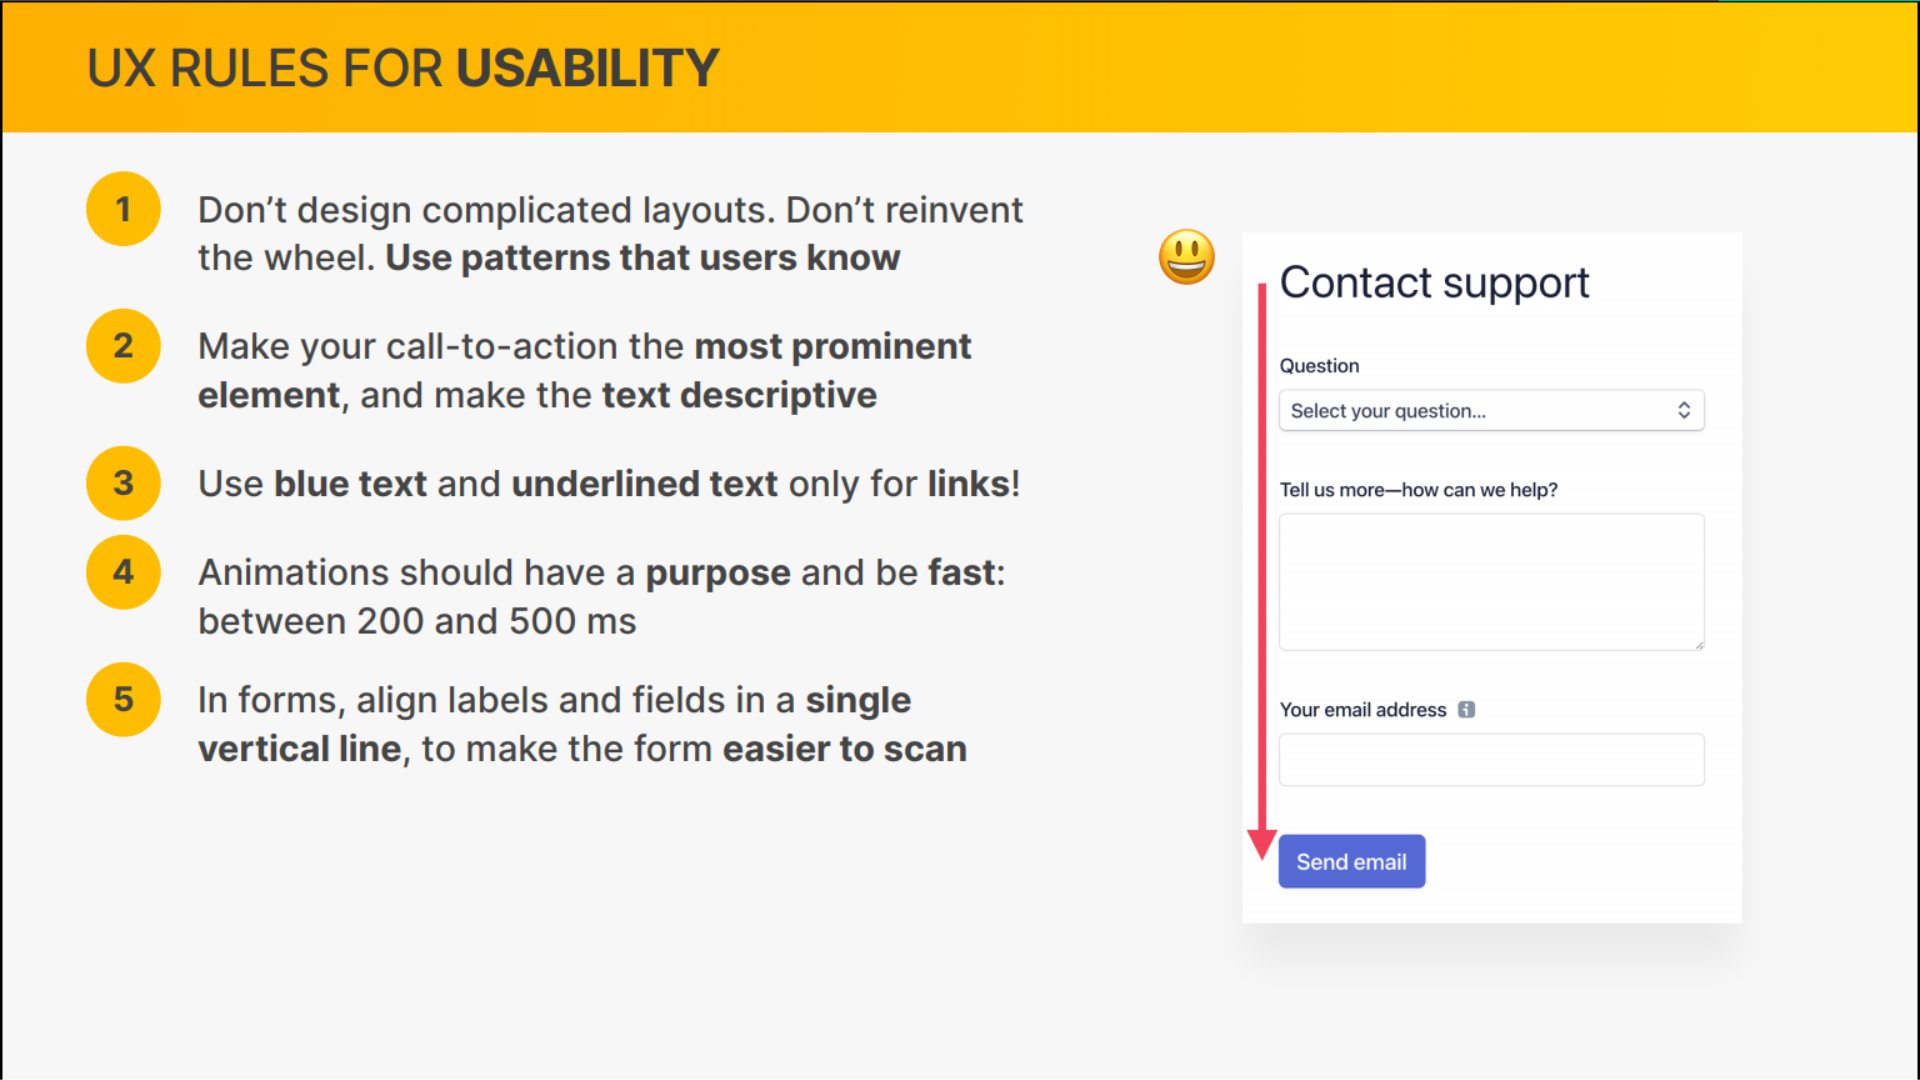 UX RULES FOR USABILITY
1
Don’t design complicated layouts. Don’t reinvent
the wheel. Use patterns that users know
2
Make your call-to-action the most prominent
element, and make the text descriptive
3
Use blue text and underlined text only for links!
4
Animations should have a purpose and be fast:
between 200 and 500 ms
5
In forms, align labels and fields in a single
vertical line, to make the form easier to scan
Contact support
Question
Select your question...
Tell us more—how can we help?
Your email address i
Send email